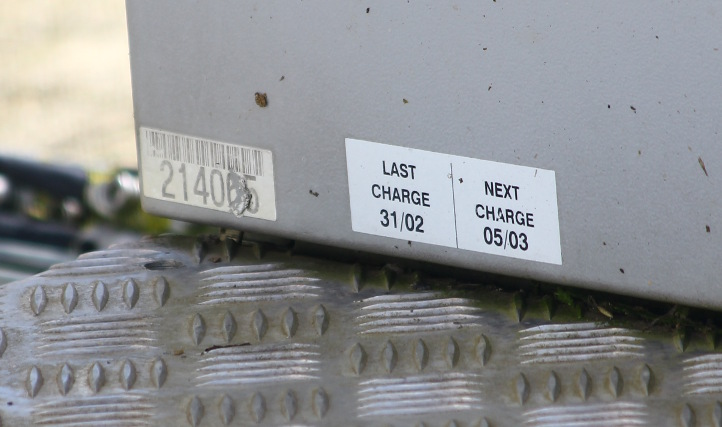 LAST
CHARGE
31/02
NEXT
CHARGE
05/03